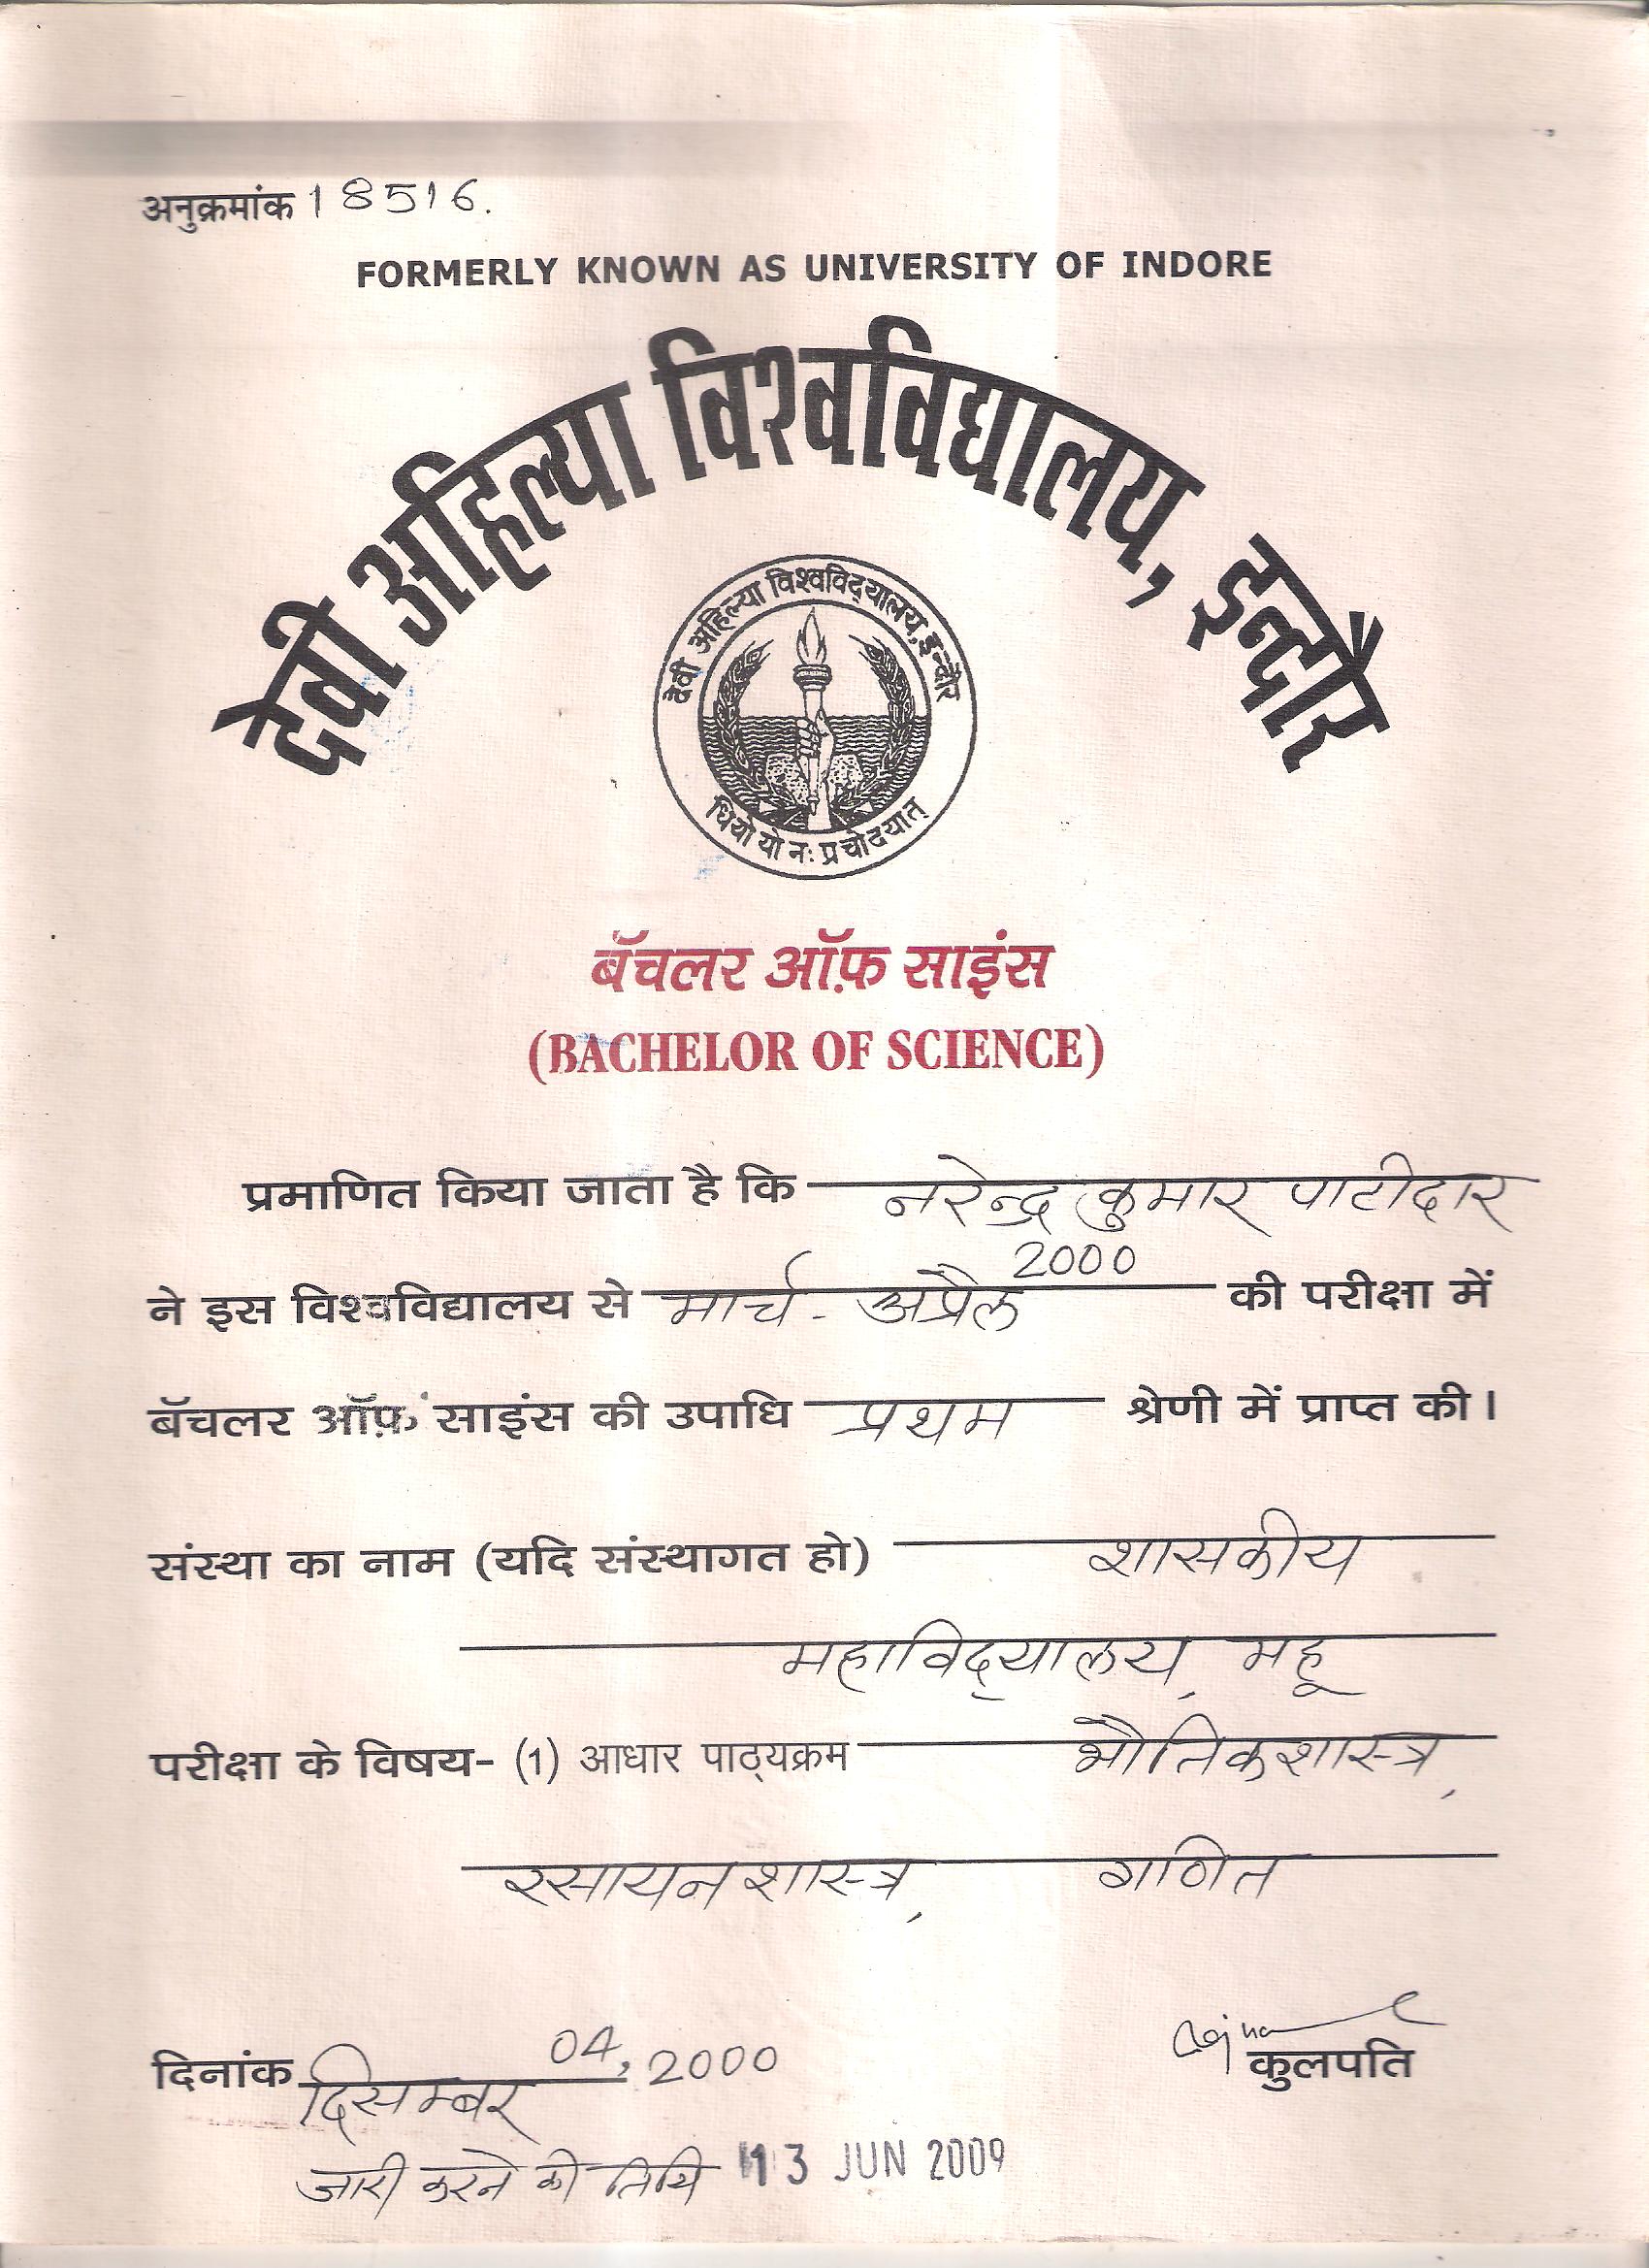 अनुक्रमांक 18516.
FORMERLY KNOWN AS UNIVERSITY OF INDORE
देवी अहिल्या विश्वविद्यालय, इन्दौर
देवी अहिल्या विश्वविद्यालय, इन्दौर
धियो यो नः प्रचोदयात्
बॅचलर ऑफ़ साइंस
(BACHELOR OF SCIENCE)
प्रमाणित किया जाता है कि नरेन्द्र कुमार पाटीदार
ने इस विश्वविद्यालय से मार्च - अप्रैल 2000 की परीक्षा में
बॅचलर ऑफ़ साइंस की उपाधि प्रथम श्रेणी में प्राप्त की।
संस्था का नाम (यदि संस्थागत हो) शासकीय
महाविद्यालय, महू
परीक्षा के विषय- (1) आधार पाठ्यक्रम भौतिकशास्त्र,
रसायनशास्त्र, गणित
दिनांक दिसम्बर 04, 2000
कुलपति
जारी करने की तिथि 13 JUN 2009